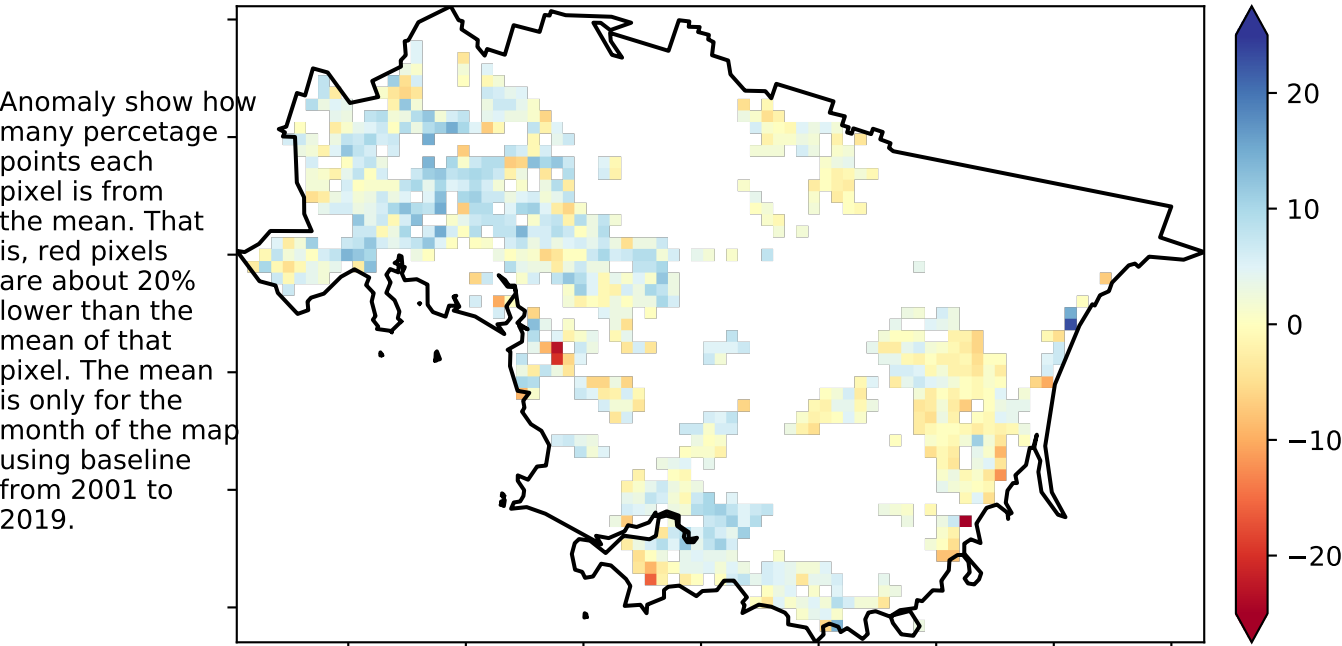 Anomaly show how
many percetage
points each
pixel is from
the mean. That
is, red pixels
are about 20%
lower than the
mean of that
pixel. The mean
is only for the
month of the map
using baseline
from 2001 to
2019.
20
10
0
−10
−20